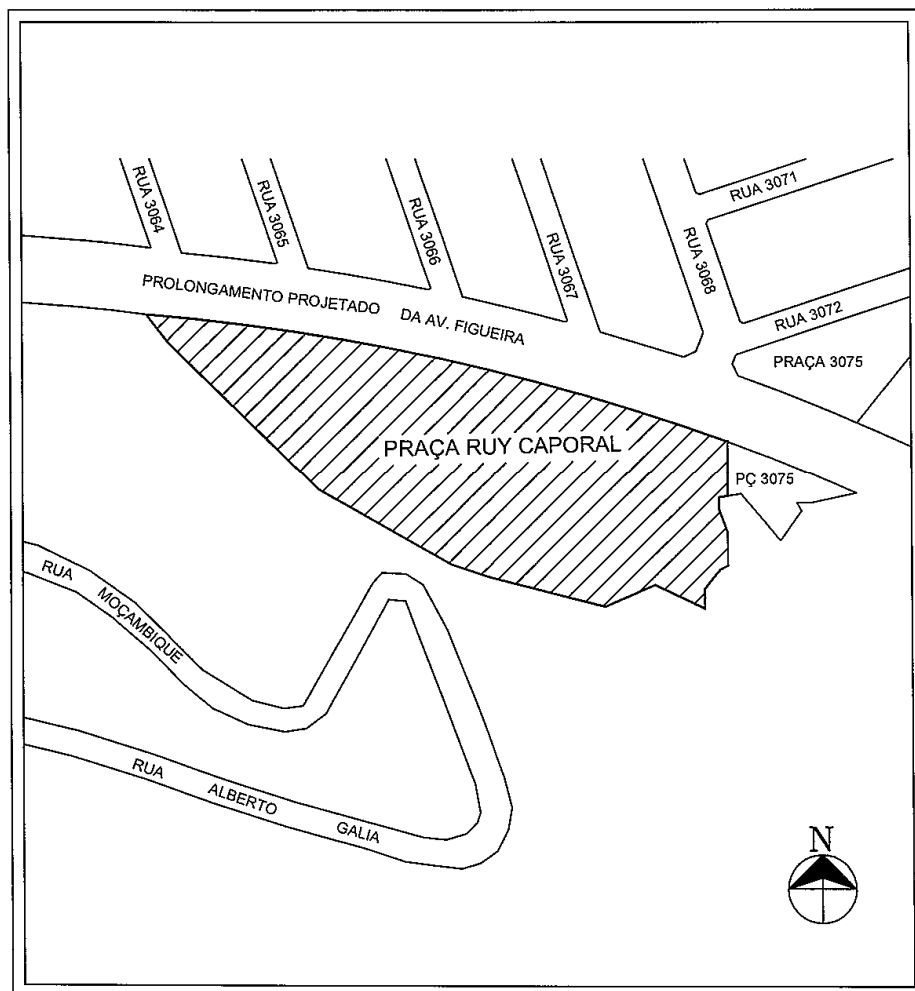 RUA 3064
RUA 3065
RUA 3066
RUA 3067
RUA 3068
RUA 3071
RUA 3072
PRAÇA 3075
PROLONGAMENTO PROJETADO DA AV. FIGUEIRA
PRAÇA RUY CAPORAL
PÇ 3075
RUA MOÇAMBIQUE
RUA ALBERTO GALIA
N